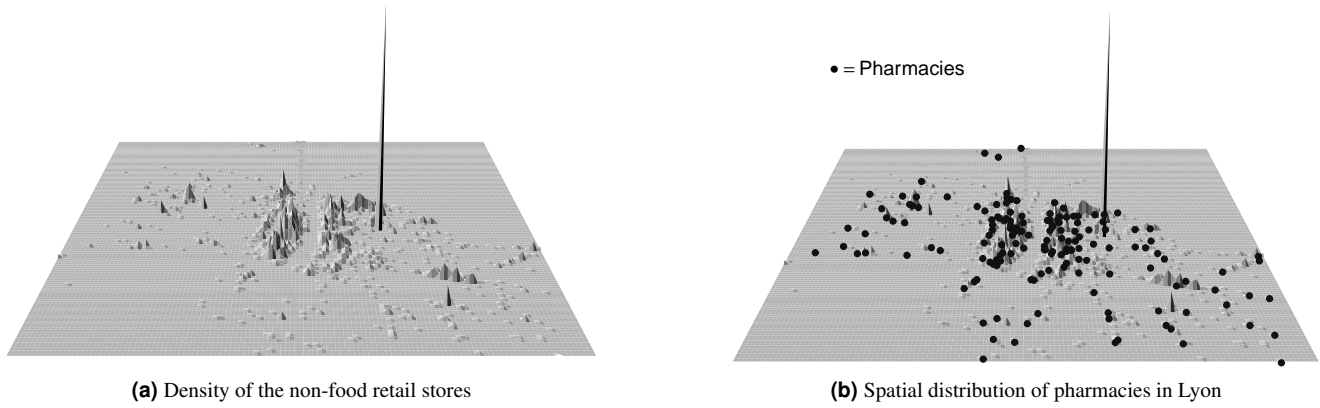 ● = Pharmacies
(a) Density of the non-food retail stores
(b) Spatial distribution of pharmacies in Lyon